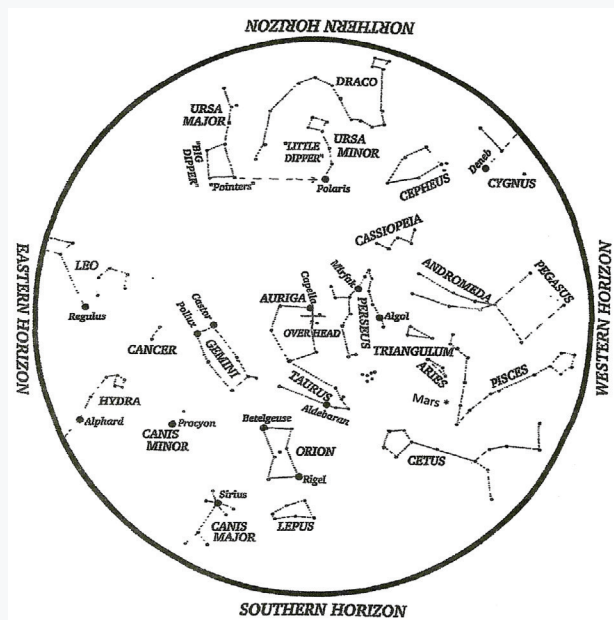 NORTHERN HORIZON
DRACO
URSA
MAJOR
"BIG
DIPPER"
"Pointers"
"LITTLE
DIPPER"
URSA
MINOR
Polaris
CEPHEUS
Deneb
CYGNUS
CASSIOPEIA
EASTERN HORIZON
WESTERN HORIZON
LEO
Regulus
Castor
Pollux
GEMINI
CANCER
AURIGA
Capella
OVERHEAD
Mirfak
PERSEUS
Algol
ANDROMEDA
PEGASUS
TRIANGULUM
ARIES
PISCES
Mars
HYDRA
Alphard
CANIS
MINOR
Procyon
TAURUS
Aldebaran
Betelgeuse
ORION
Rigel
CETUS
Sirius
CANIS
MAJOR
LEPUS
SOUTHERN HORIZON